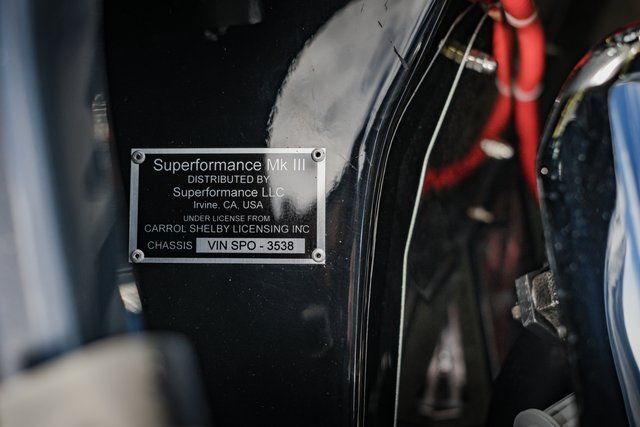 Superformance Mk III
DISTRIBUTED BY
Superformance LLC
Irvine, CA, USA
UNDER LICENSE FROM
CARROL SHELBY LICENSING INC
CHASSIS VIN SPO - 3538